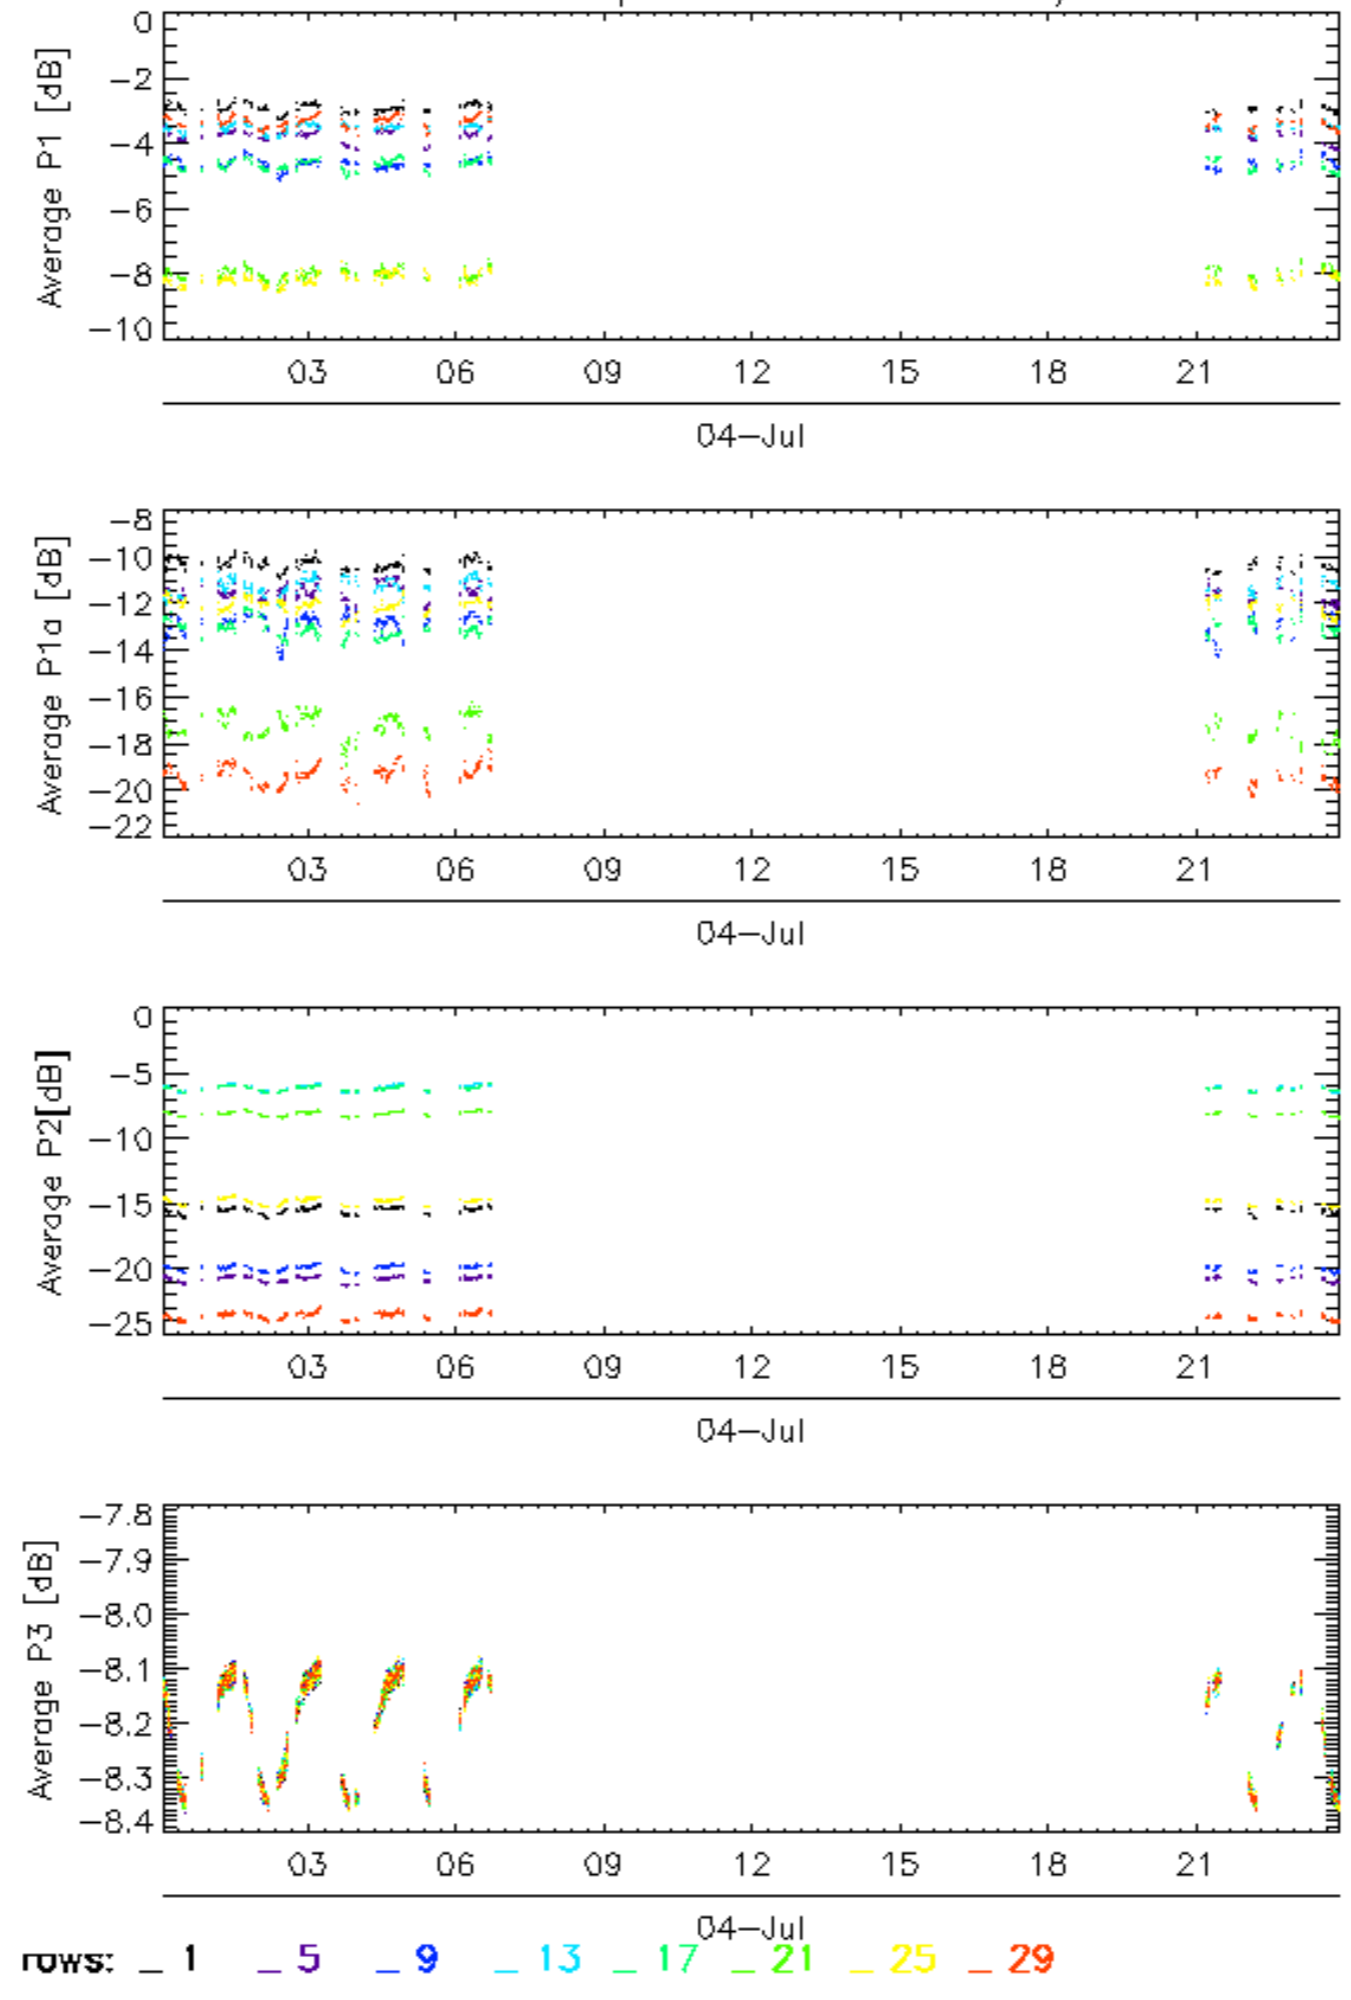 0
−2
−4
−6
−8
−10
Average P1 [dB]
03 06 09 12 15 18 21
04−Jul
−8
−10
−12
−14
−16
−18
−20
−22
Average P1a [dB]
03 06 09 12 15 18 21
04−Jul
0
−5
−10
−15
−20
−25
Average P2[dB]
03 06 09 12 15 18 21
04−Jul
−7.8
−7.9
−8.0
−8.1
−8.2
−8.3
−8.4
Average P3 [dB]
03 06 09 12 15 18 21
04−Jul
rows: _ 1 _ 5 _ 9 _ 13 _ 17 _ 21 _ 25 _ 29